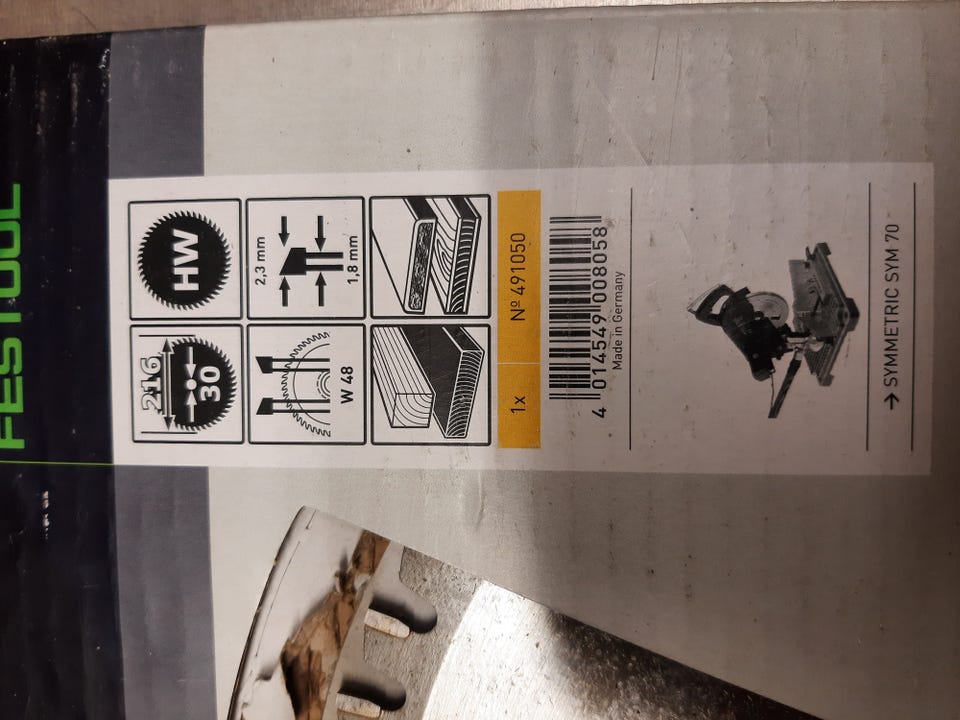 FESTOOL
216
30
HW
W 48
2,3 mm
1,8 mm
1x
Nº 491050
4 014549 008058
Made in Germany
→ SYMMETRIC SYM 70